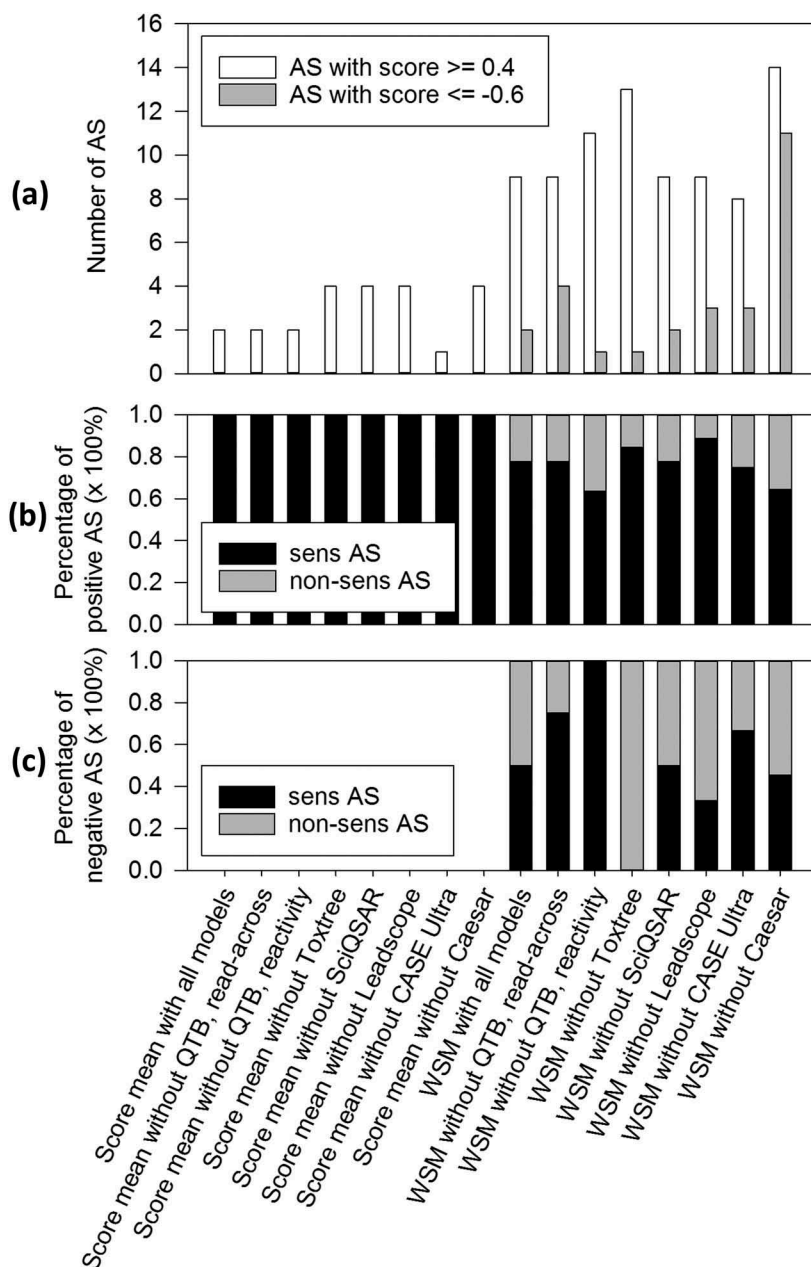 (a)
Number of AS
16
14
12
10
8
6
4
2
0
AS with score >= 0.4
AS with score <= -0.6
(b)
Percentage of
positive AS (x 100%)
1.0
0.8
0.6
0.4
0.2
0.0
sens AS
non-sens AS
(c)
Percentage of
negative AS (x 100%)
1.0
0.8
0.6
0.4
0.2
0.0
sens AS
non-sens AS
Score mean with all models
Score mean without QTB, read-across
Score mean without QTB, reactivity
Score mean without Toxtree
Score mean without SciQSAR
Score mean without Leadscope
Score mean without CASE Ultra
Score mean without Caesar
WSM with all models
WSM without QTB, read-across
WSM without QTB, reactivity
WSM without Toxtree
WSM without SciQSAR
WSM without Leadscope
WSM without CASE Ultra
WSM without Caesar